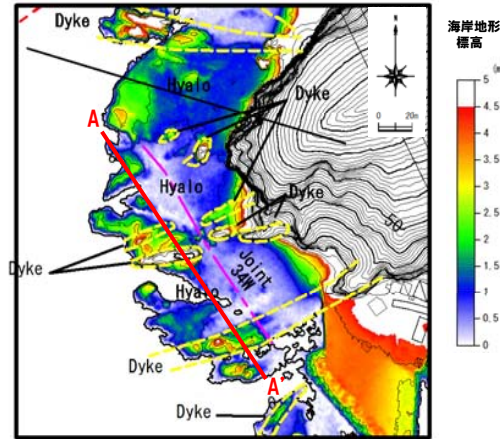 Dyke
N
0 20m
海岸地形
標高
(m
5
4.5
4
3.5
3
2.5
2
1.5
1
.5
0
Hyalo
Dyke
A
Hyalo
Dyke
50
Dyke
Joint
34W
Hyalo
Dyke
A'
Dyke